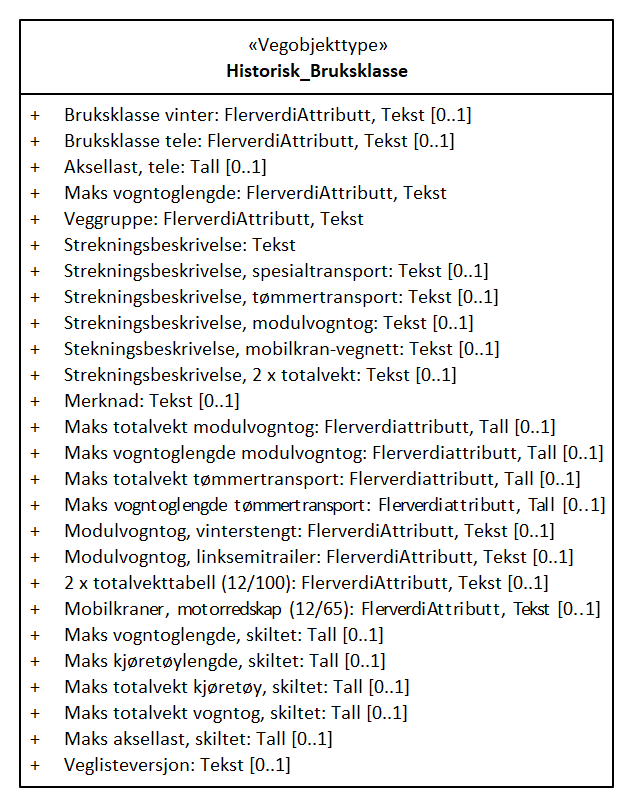 «Vegobjekttype»
Historisk_Bruksklasse
+ Bruksklasse vinter: FlerverdiAttributt, Tekst [0..1]
+ Bruksklasse tele: FlerverdiAttributt, Tekst [0..1]
+ Aksellast, tele: Tall [0..1]
+ Maks vogntoglengde: FlerverdiAttributt, Tekst
+ Veggruppe: FlerverdiAttributt, Tekst
+ Strekningsbeskrivelse: Tekst
+ Strekningsbeskrivelse, spesialtransport: Tekst [0..1]
+ Strekningsbeskrivelse, tømmertransport: Tekst [0..1]
+ Strekningsbeskrivelse, modulvogntog: Tekst [0..1]
+ Stekningsbeskrivelse, mobilkran-vegnett: Tekst [0..1]
+ Strekningsbeskrivelse, 2 x totalvekt: Tekst [0..1]
+ Merknad: Tekst [0..1]
+ Maks totalvekt modulvogntog: Flerverdiattributt, Tall [0..1]
+ Maks vogntoglengde modulvogntog: Flerverdiattributt, Tall [0..1]
+ Maks totalvekt tømmertransport: Flerverdiattributt, Tall [0..1]
+ Maks vogntoglengde tømmertransport: Flerverdiattributt, Tall [0..1]
+ Modulvogntog, vinterstengt: FlerverdiAttributt, Tekst [0..1]
+ Modulvogntog, linksemitrailer: FlerverdiAttributt, Tekst [0..1]
+ 2 x totalvekttabell (12/100): FlerverdiAttributt, Tekst [0..1]
+ Mobilkraner, motorredskap (12/65): FlerverdiAttributt, Tekst [0..1]
+ Maks vogntoglengde, skiltet: Tall [0..1]
+ Maks kjøretøylengde, skiltet: Tall [0..1]
+ Maks totalvekt kjøretøy, skiltet: Tall [0..1]
+ Maks totalvekt vogntog, skiltet: Tall [0..1]
+ Maks aksellast, skiltet: Tall [0..1]
+ Veglisteversjon: Tekst [0..1]